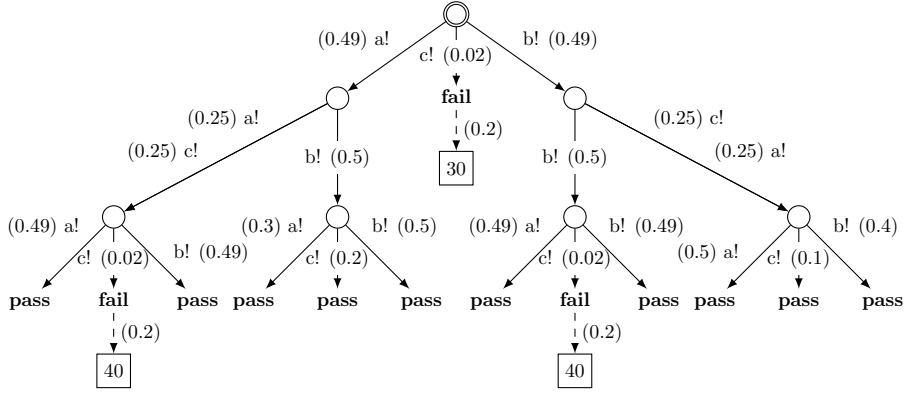 (0.49) a!
b! (0.49)
c! (0.02)
fail
(0.2)
30
(0.25) a!
(0.25) c!
b! (0.5)
b! (0.5)
(0.25) c!
(0.25) a!
(0.49) a!
c! (0.02)
b! (0.49)
(0.3) a!
c! (0.2)
b! (0.5)
(0.49) a!
c! (0.02)
b! (0.49)
(0.5) a!
c! (0.1)
b! (0.4)
pass fail pass pass pass pass pass fail pass pass pass pass
(0.2) (0.2)
40 40